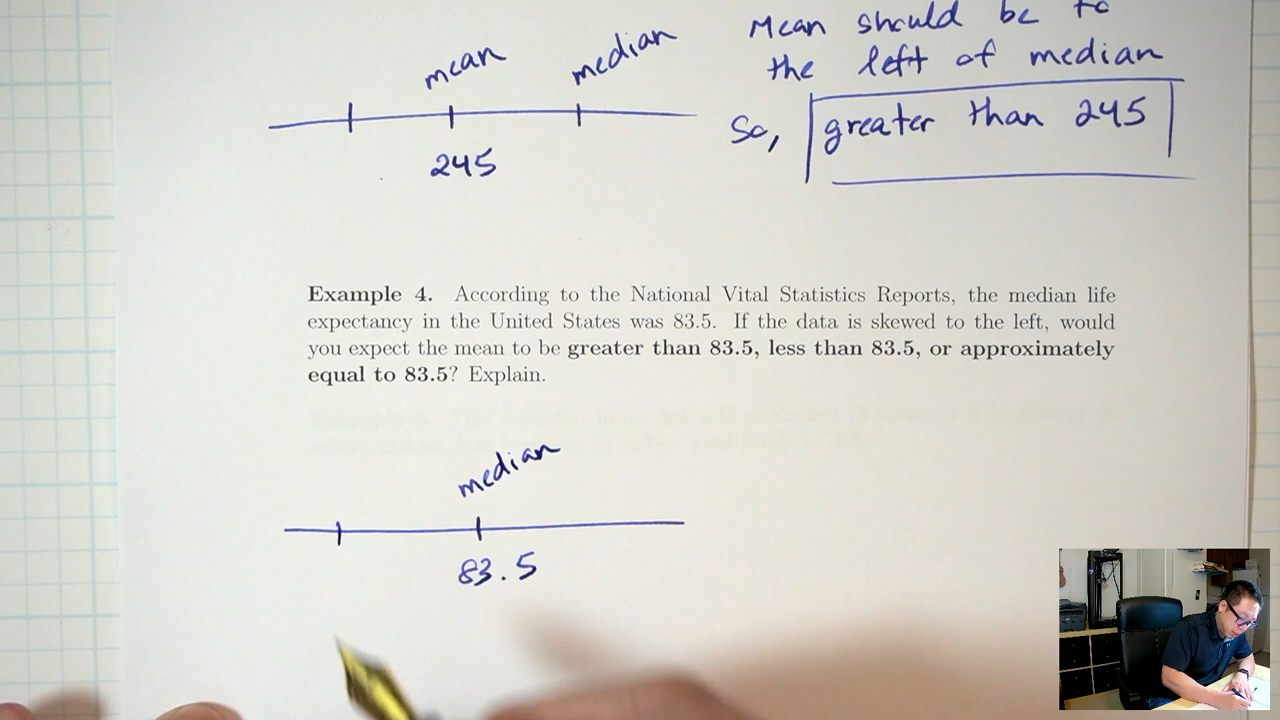 Mean should be to
mean median the left of median
So, greater than 245
245
Example 4. According to the National Vital Statistics Reports, the median life
expectancy in the United States was 83.5. If the data is skewed to the left, would
you expect the mean to be greater than 83.5, less than 83.5, or approximately
equal to 83.5? Explain.
median
83.5